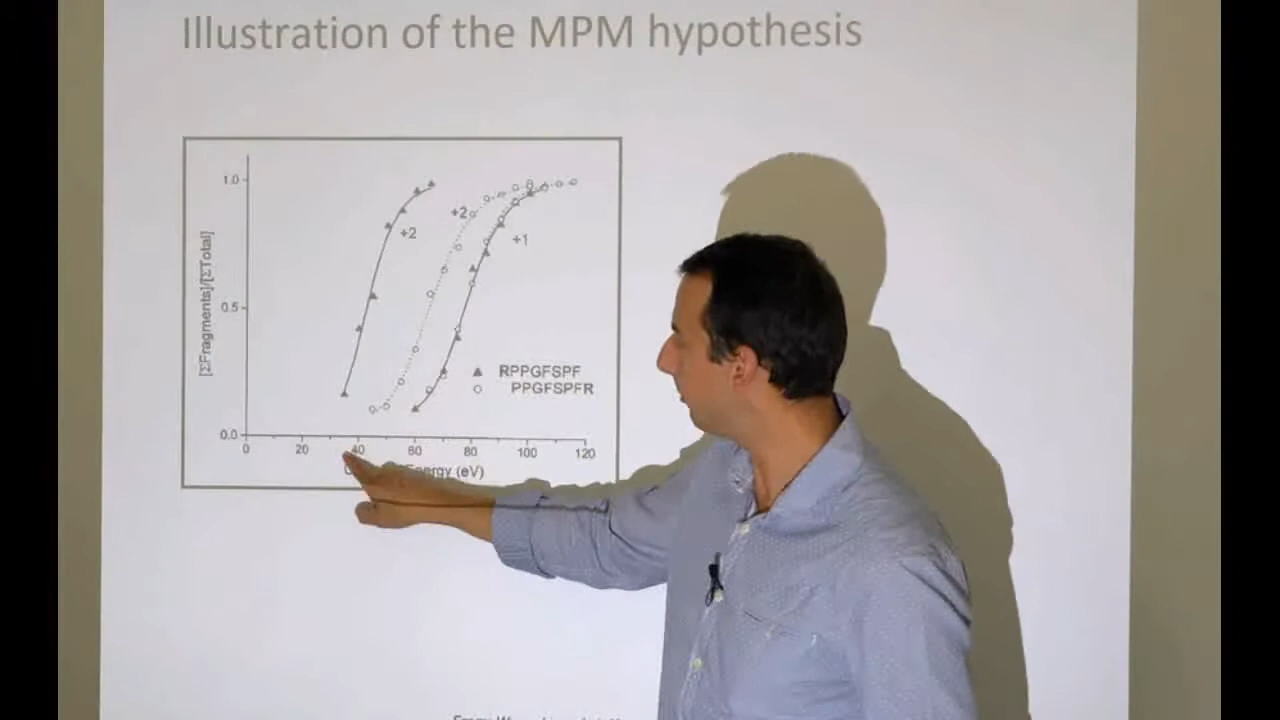 Illustration of the MPM hypothesis
1.0
+2
+2
+1
[ΣFragments]/[ΣTotal]
0.5
RPPGFSPF
PPGFSPFR
0.0
0 20 40 60 80 100 120
Energy (eV)